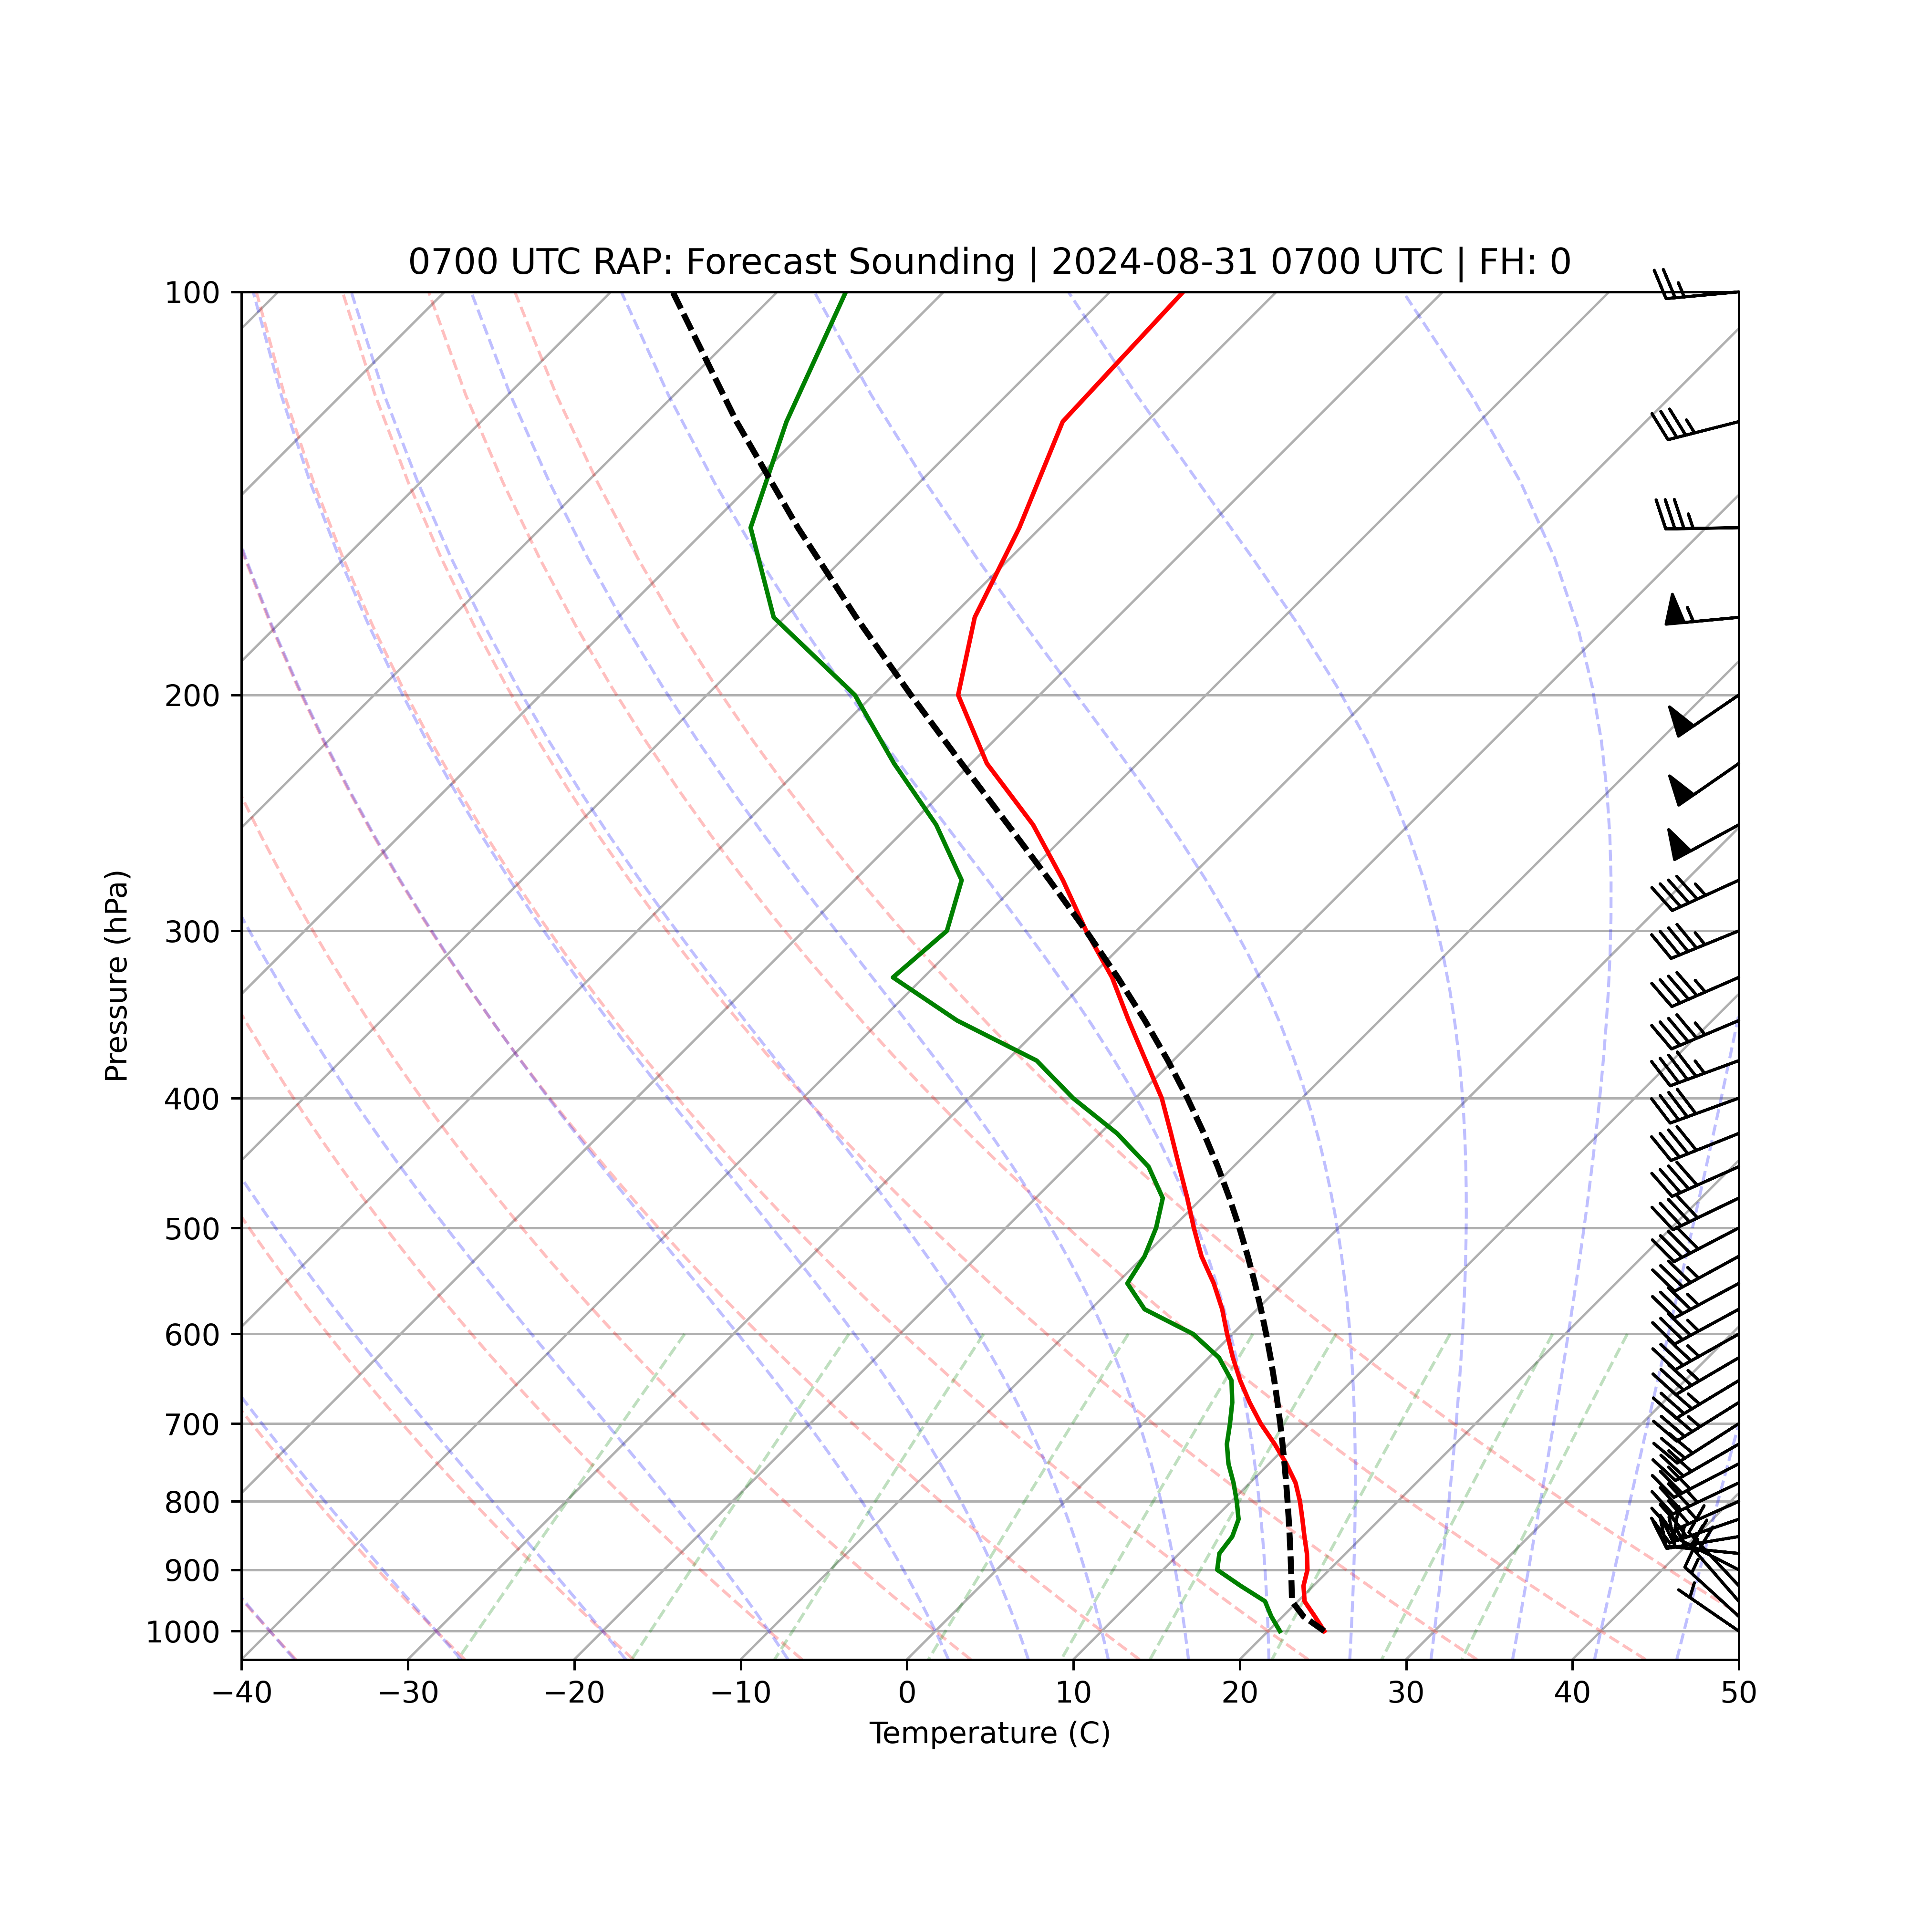 0700 UTC RAP: Forecast Sounding | 2024-08-31 0700 UTC | FH: 0
100
200
300
400
500
600
700
800
900
1000
Pressure (hPa)
−40 −30 −20 −10 0 10 20 30 40 50
Temperature (C)